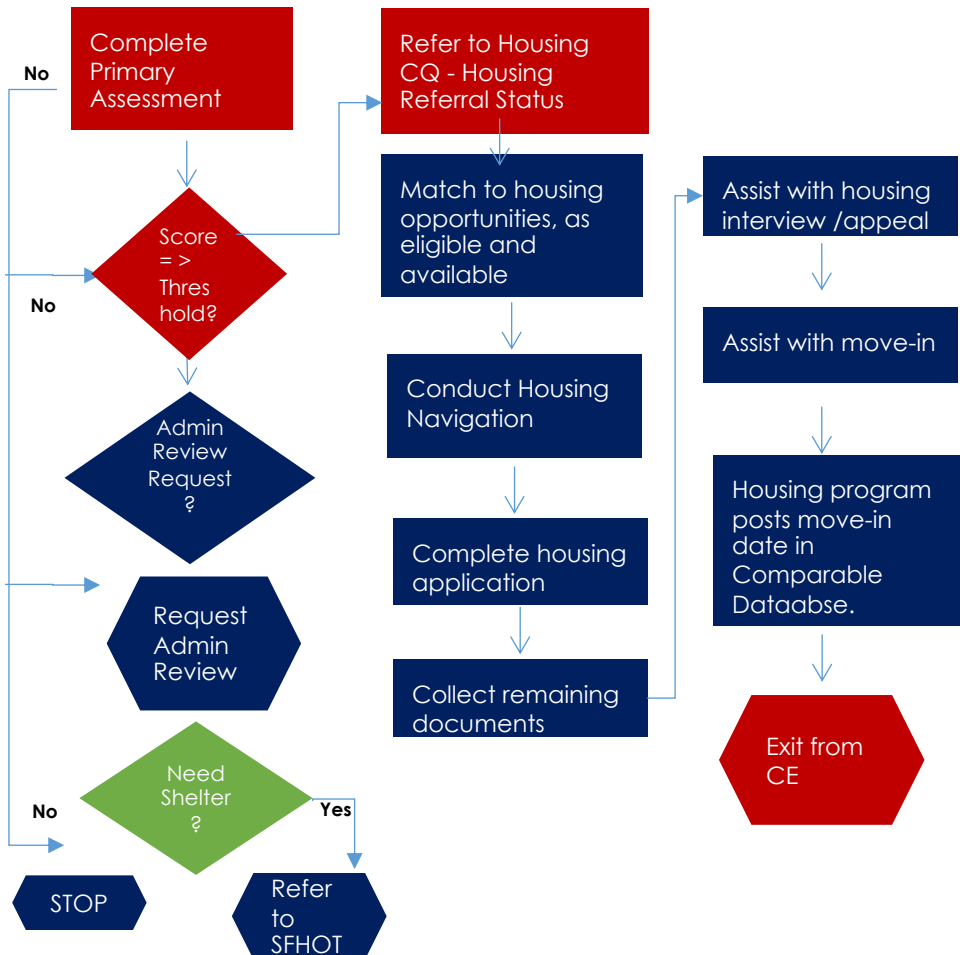 No
Complete
Primary
Assessment
Score
= >
Thres
hold?
No
Admin
Review
Request
?
Request
Admin
Review
Need
Shelter
?
No
Yes
STOP
Refer
to
SFHOT
Refer to Housing
CQ - Housing
Referral Status
Match to housing
opportunities, as
eligible and
available
Conduct Housing
Navigation
Complete housing
application
Collect remaining
documents
Assist with housing
interview /appeal
Assist with move-in
Housing program
posts move-in
date in
Comparable
Dataabse.
Exit from
CE